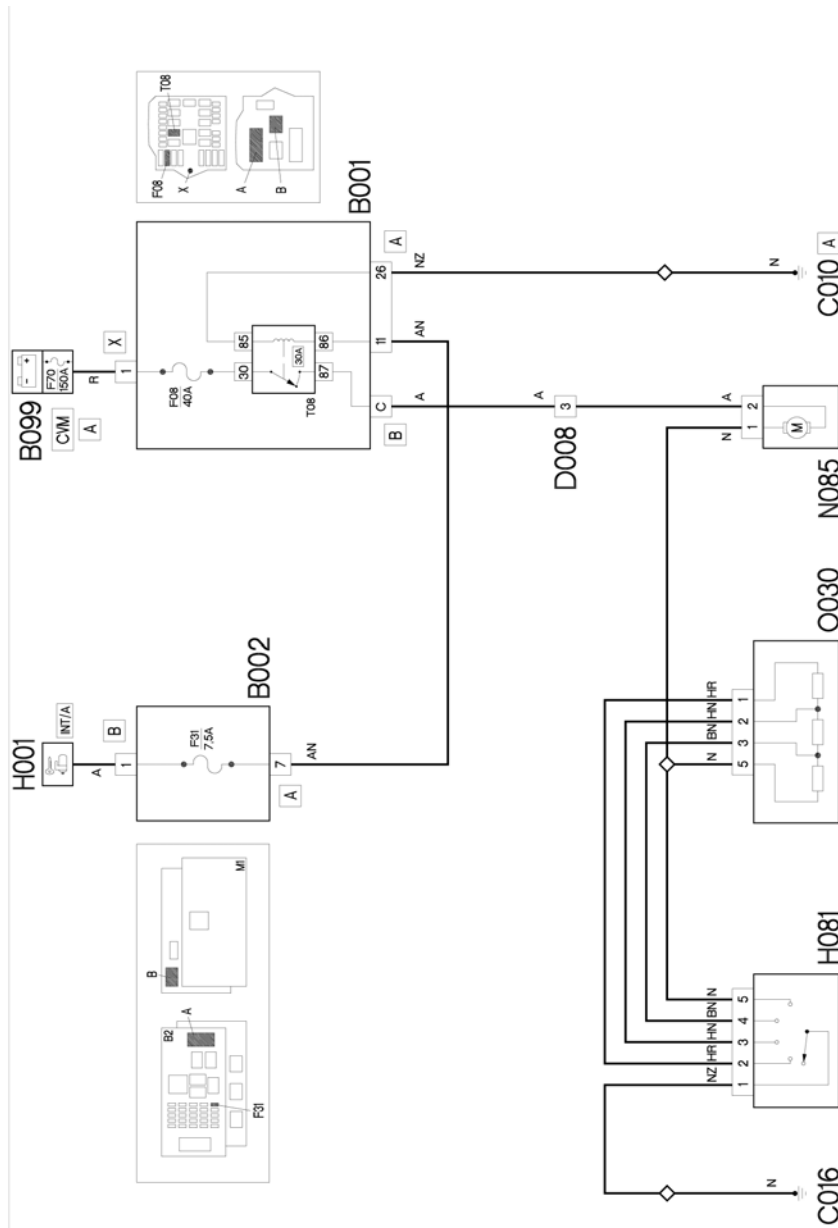 H001
B099
INT/A
F70
150A
CVM
A
A
R
1
B
1
X
F08
T08
X
F31
7,5A
F08
40A
B
B2
A
M1
F31
30
85
A
B
30A
87
86
T08
7
A
B002
AN
C
11
26
B
A
B001
A
AN
NZ
A
D008
3
NZ
HR
HN
BN
N
N
BN
HN
HR
N
A
1
2
3
4
5
5
3
2
1
1
2
M
N
N
C016
H081
O030
N085
C010
A